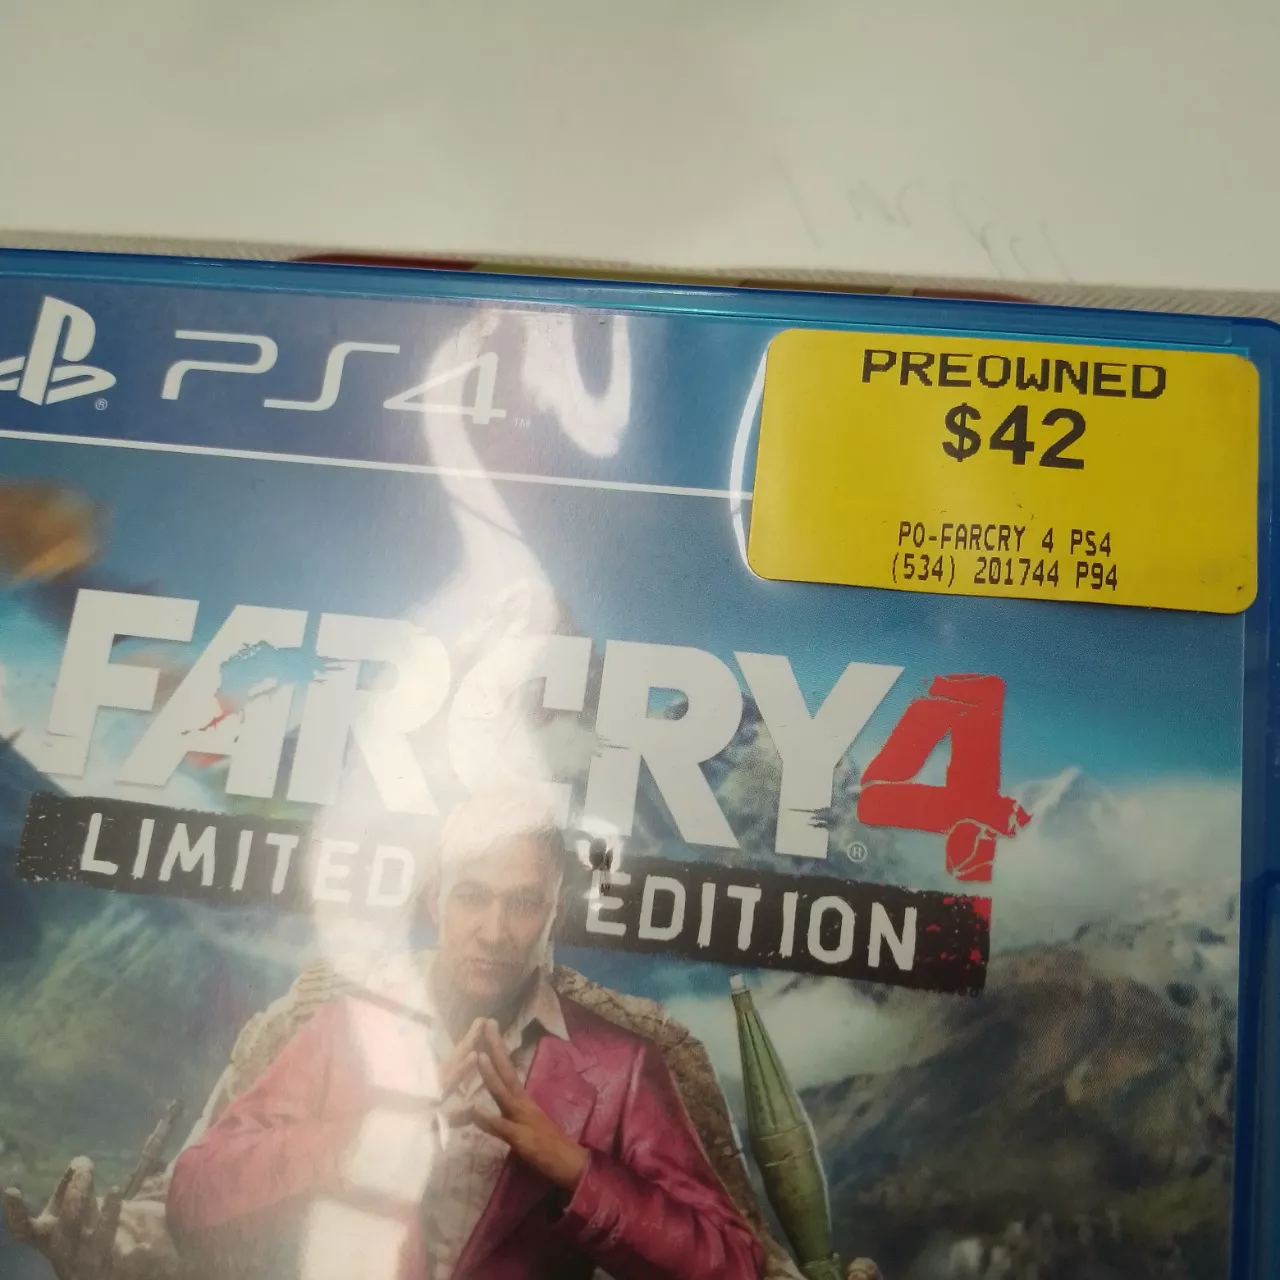 PS4
PREOWNED
$42
PO-FARCRY 4 PS4
(534) 201744 P94
FARCRY4
LIMITED EDITION